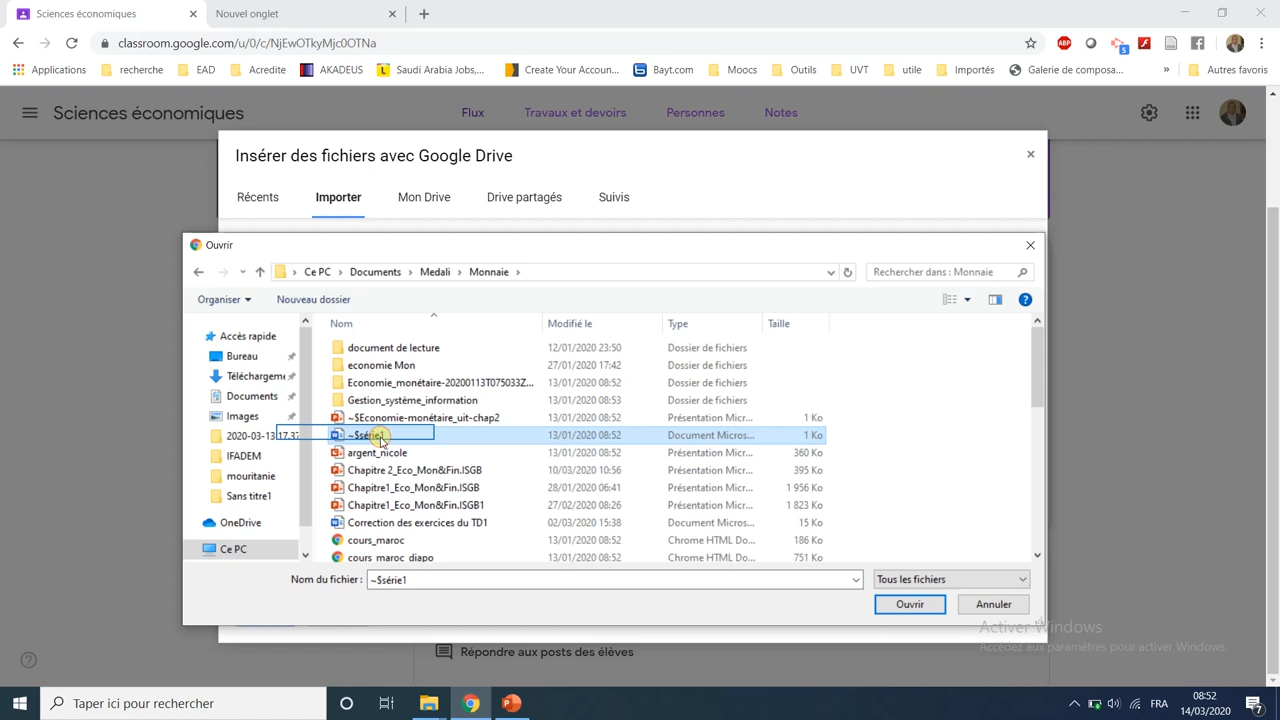 Sciences économiques
Nouvel onglet
classroom.google.com/u/0/c/NjEwOTkyMjc0OTNa
ABP
5
Applications recherche EAD Acredite AKADEUS Saudi Arabia Jobs,... Create Your Accoun... Bayt.com Moocs Outils UVT utile Importés Galerie de composa... » Autres favoris
Sciences économiques Flux Travaux et devoirs Personnes Notes
Insérer des fichiers avec Google Drive
Récents Importer Mon Drive Drive partagés Suivis
Ouvrir
Ce PC > Documents > Medali > Monnaie >
Rechercher dans : Monnaie
Organiser Nouveau dossier
Nom Modifié le Type Taille
Accès rapide
Bureau
Téléchargeme
Documents
Images
2020-03-13 17.37
IFADEM
mouritanie
Sans titre1
OneDrive
Ce PC
document de lecture 12/01/2020 23:50 Dossier de fichiers
economie Mon 27/01/2020 17:42 Dossier de fichiers
Economie_monétaire-20200113T075033Z... 13/01/2020 08:52 Dossier de fichiers
Gestion_système_information 13/01/2020 08:53 Dossier de fichiers
~$Economie-monétaire_uit-chap2 13/01/2020 08:52 Présentation Micr... 1 Ko
~$série1 13/01/2020 08:52 Document Micros... 1 Ko
argent_nicole 13/01/2020 08:52 Présentation Micr... 360 Ko
Chapitre 2_Eco_Mon&Fin.ISGB 10/03/2020 10:56 Présentation Micr... 395 Ko
Chapitre1_Eco_Mon&Fin.ISGB 28/01/2020 06:41 Présentation Micr... 1 956 Ko
Chapitre1_Eco_Mon&Fin.ISGB1 27/02/2020 08:26 Présentation Micr... 1 823 Ko
Correction des exercices du TD1 02/03/2020 15:38 Document Micros... 15 Ko
cours_maroc 13/01/2020 08:52 Chrome HTML Do... 186 Ko
cours_maroc_diapo 13/01/2020 08:52 Chrome HTML Do... 751 Ko
Nom du fichier : ~$série1 Tous les fichiers
Ouvrir Annuler
Activer Windows
Accédez aux paramètres pour activer Windows.
Répondre aux posts des élèves
Taper ici pour rechercher
FRA
08:52
14/03/2020
7